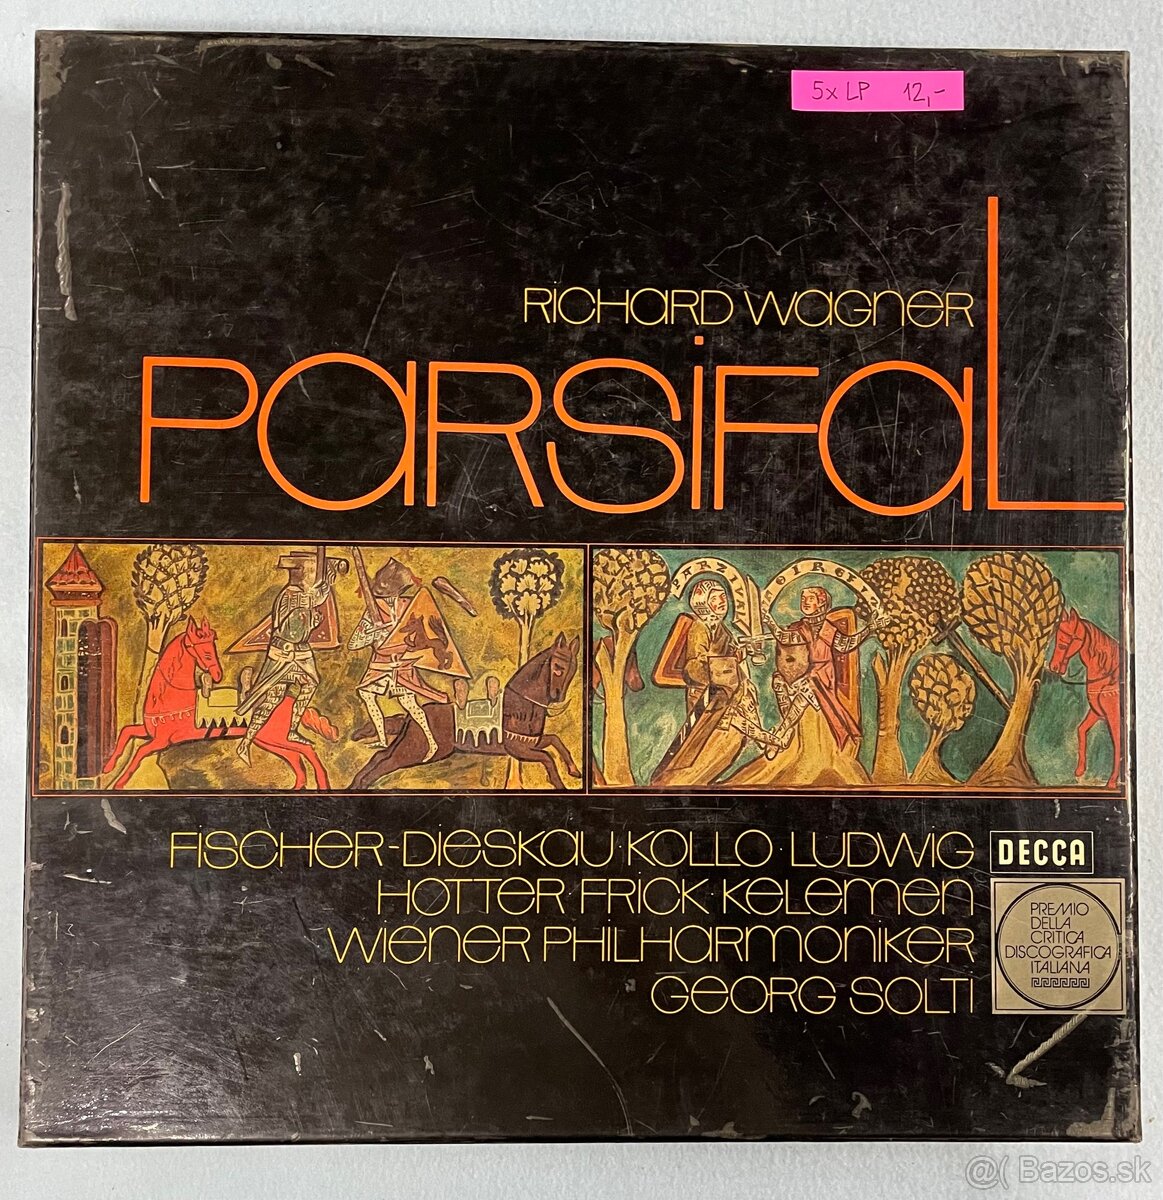 5x LP 12,-
RiCHARD WAGNER
PARSiFAL
FiSCHER-DiESKAU·KOLLO·LUDWiG
HOTTER·FRiCK·KELEMEN
WiENER PHiLHARMONiKER
GEORG SOLTi
DECCA
PREMIO
DELLA
CRITICA
DISCOGRAFICA
ITALIANA
@( Bazos.sk